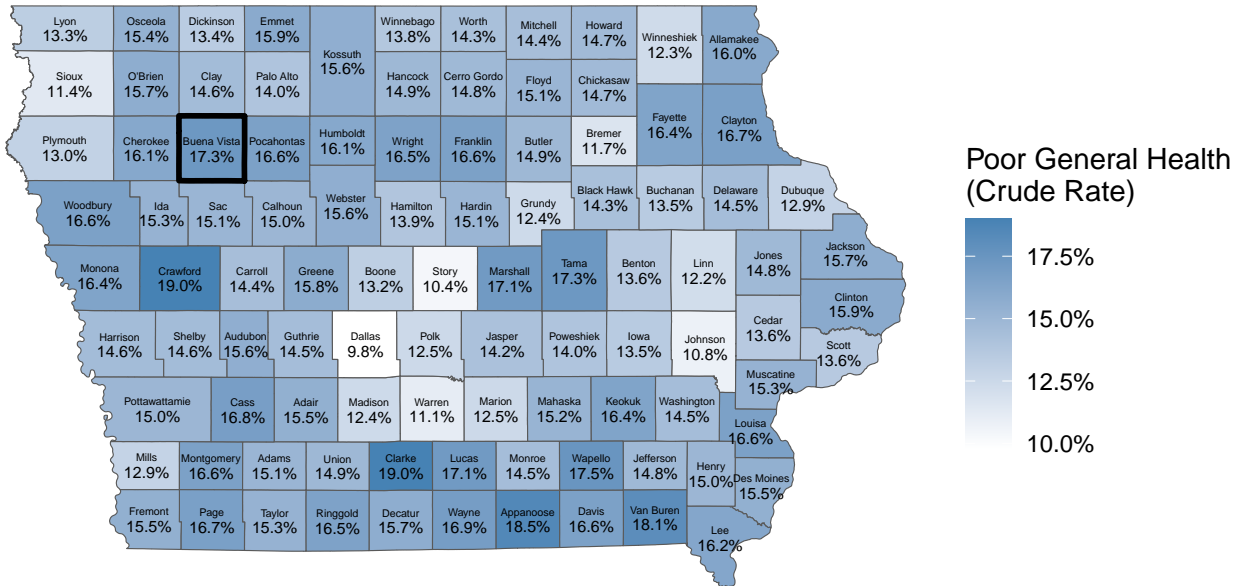 Lyon
13.3%
Osceola
15.4%
Dickinson
13.4%
Emmet
15.9%
Kossuth
15.6%
Winnebago
13.8%
Worth
14.3%
Mitchell
14.4%
Howard
14.7%
Winneshiek
12.3%
Allamakee
16.0%
Sioux
11.4%
O'Brien
15.7%
Clay
14.6%
Palo Alto
14.0%
Hancock
14.9%
Cerro Gordo
14.8%
Floyd
15.1%
Chickasaw
14.7%
Fayette
16.4%
Clayton
16.7%
Plymouth
13.0%
Cherokee
16.1%
Buena Vista
17.3%
Pocahontas
16.6%
Humboldt
16.1%
Wright
16.5%
Franklin
16.6%
Butler
14.9%
Bremer
11.7%
Woodbury
16.6%
Ida
15.3%
Sac
15.1%
Calhoun
15.0%
Webster
15.6%
Hamilton
13.9%
Hardin
15.1%
Grundy
12.4%
Black Hawk
14.3%
Buchanan
13.5%
Delaware
14.5%
Dubuque
12.9%
Monona
16.4%
Crawford
19.0%
Carroll
14.4%
Greene
15.8%
Boone
13.2%
Story
10.4%
Marshall
17.1%
Tama
17.3%
Benton
13.6%
Linn
12.2%
Jones
14.8%
Jackson
15.7%
Clinton
15.9%
Harrison
14.6%
Shelby
14.6%
Audubon
15.6%
Guthrie
14.5%
Dallas
9.8%
Polk
12.5%
Jasper
14.2%
Poweshiek
14.0%
Iowa
13.5%
Johnson
10.8%
Cedar
13.6%
Scott
13.6%
Muscatine
15.3%
Pottawattamie
15.0%
Cass
16.8%
Adair
15.5%
Madison
12.4%
Warren
11.1%
Marion
12.5%
Mahaska
15.2%
Keokuk
16.4%
Washington
14.5%
Louisa
16.6%
Mills
12.9%
Montgomery
16.6%
Adams
15.1%
Union
14.9%
Clarke
19.0%
Lucas
17.1%
Monroe
14.5%
Wapello
17.5%
Jefferson
14.8%
Henry
15.0%
Des Moines
15.5%
Fremont
15.5%
Page
16.7%
Taylor
15.3%
Ringgold
16.5%
Decatur
15.7%
Wayne
16.9%
Appanoose
18.5%
Davis
16.6%
Van Buren
18.1%
Lee
16.2%
Poor General Health
(Crude Rate)
17.5%
15.0%
12.5%
10.0%